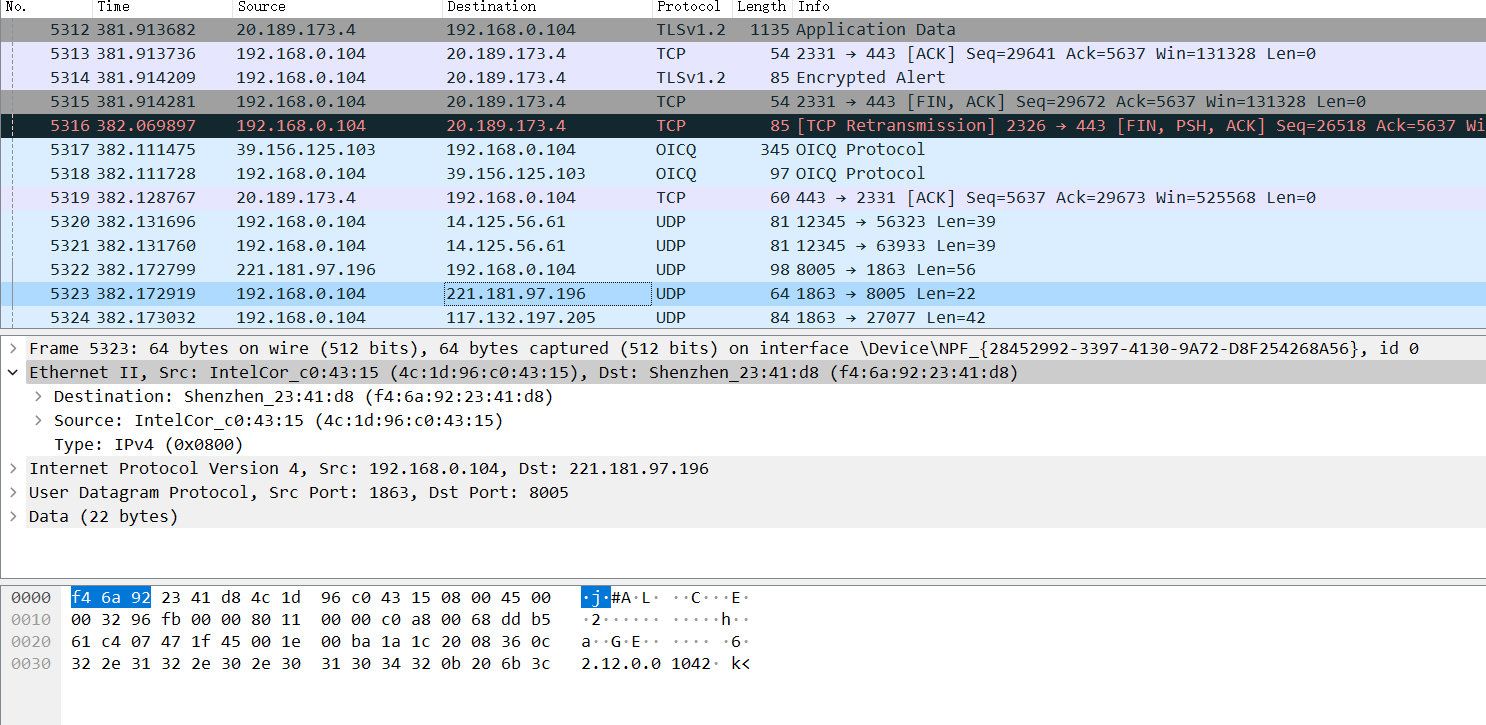 No. Time Source Destination Protocol Length Info
5312 381.913682 20.189.173.4 192.168.0.104 TLSv1.2 1135 Application Data
5313 381.913736 192.168.0.104 20.189.173.4 TCP 54 2331 → 443 [ACK] Seq=29641 Ack=5637 Win=131328 Len=0
5314 381.914209 192.168.0.104 20.189.173.4 TLSv1.2 85 Encrypted Alert
5315 381.914281 192.168.0.104 20.189.173.4 TCP 54 2331 → 443 [FIN, ACK] Seq=29672 Ack=5637 Win=131328 Len=0
5316 382.069897 192.168.0.104 20.189.173.4 TCP 85 [TCP Retransmission] 2326 → 443 [FIN, PSH, ACK] Seq=26518 Ack=5637 Wi
5317 382.111475 39.156.125.103 192.168.0.104 OICQ 345 OICQ Protocol
5318 382.111728 192.168.0.104 39.156.125.103 OICQ 97 OICQ Protocol
5319 382.128767 20.189.173.4 192.168.0.104 TCP 60 443 → 2331 [ACK] Seq=5637 Ack=29673 Win=525568 Len=0
5320 382.131696 192.168.0.104 14.125.56.61 UDP 81 12345 → 56323 Len=39
5321 382.131760 192.168.0.104 14.125.56.61 UDP 81 12345 → 63933 Len=39
5322 382.172799 221.181.97.196 192.168.0.104 UDP 98 8005 → 1863 Len=56
5323 382.172919 192.168.0.104 221.181.97.196 UDP 64 1863 → 8005 Len=22
5324 382.173032 192.168.0.104 117.132.197.205 UDP 84 1863 → 27077 Len=42
Frame 5323: 64 bytes on wire (512 bits), 64 bytes captured (512 bits) on interface \Device\NPF_{28452992-3397-4130-9A72-D8F254268A56}, id 0
Ethernet II, Src: IntelCor_c0:43:15 (4c:1d:96:c0:43:15), Dst: Shenzhen_23:41:d8 (f4:6a:92:23:41:d8)
Destination: Shenzhen_23:41:d8 (f4:6a:92:23:41:d8)
Source: IntelCor_c0:43:15 (4c:1d:96:c0:43:15)
Type: IPv4 (0x0800)
Internet Protocol Version 4, Src: 192.168.0.104, Dst: 221.181.97.196
User Datagram Protocol, Src Port: 1863, Dst Port: 8005
Data (22 bytes)
0000 f4 6a 92 23 41 d8 4c 1d 96 c0 43 15 08 00 45 00 ·j·#A·L· ··C···E·
0010 00 32 96 fb 00 00 80 11 00 00 c0 a8 00 68 dd b5 ·2······ ·····h··
0020 61 c4 07 47 1f 45 00 1e 00 ba 1a 1c 20 08 36 0c a··G·E·· ···· ·6·
0030 32 2e 31 32 2e 30 2e 30 31 30 34 32 0b 20 6b 3c 2.12.0.0 1042· k<